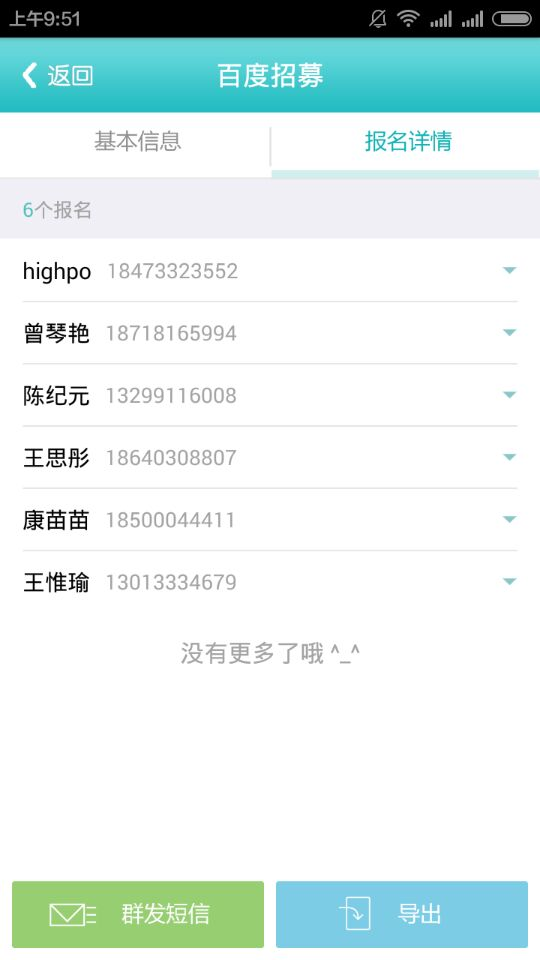 上午9:51
返回
百度招募
基本信息
报名详情
6个报名
highpo 18473323552
曾琴艳 18718165994
陈纪元 13299116008
王思彤 18640308807
康苗苗 18500044411
王惟瑜 13013334679
没有更多了哦 ^_^
群发短信
导出